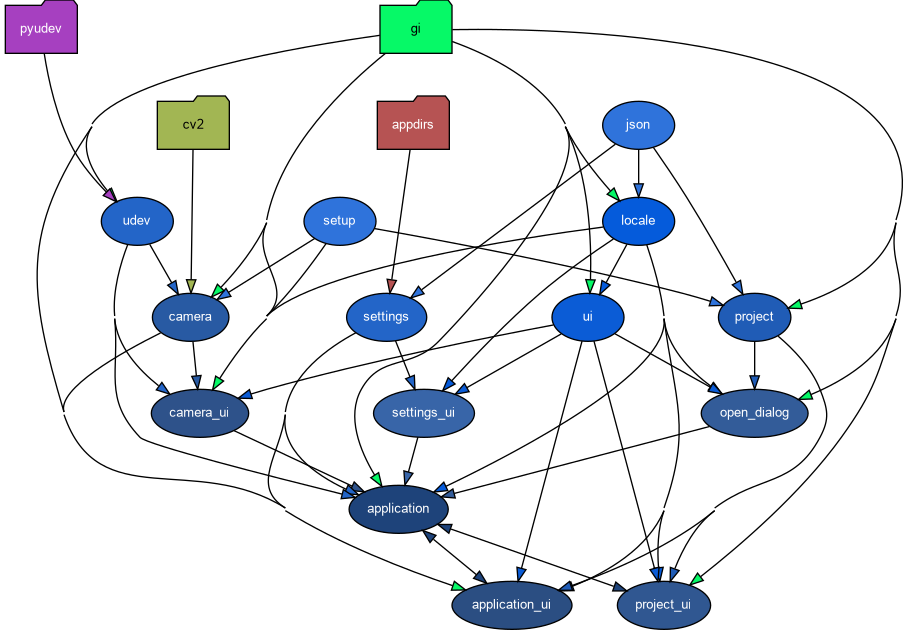 pyudev
gi
cv2
appdirs
json
udev
setup
locale
camera
settings
ui
project
camera_ui
settings_ui
open_dialog
application
application_ui
project_ui